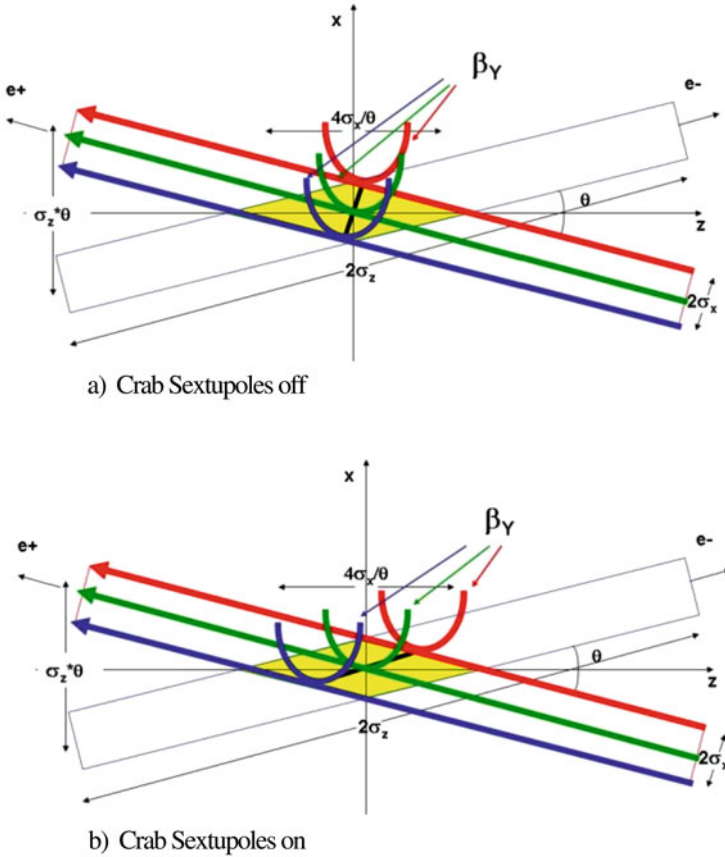 x
β_Y
e+
e-
4σ_x/θ
θ
σ_z*θ
z
2σ_z
2σ_x
a) Crab Sextupoles off
x
β_Y
e+
e-
4σ_x/θ
θ
σ_z*θ
z
2σ_z
2σ_x
b) Crab Sextupoles on